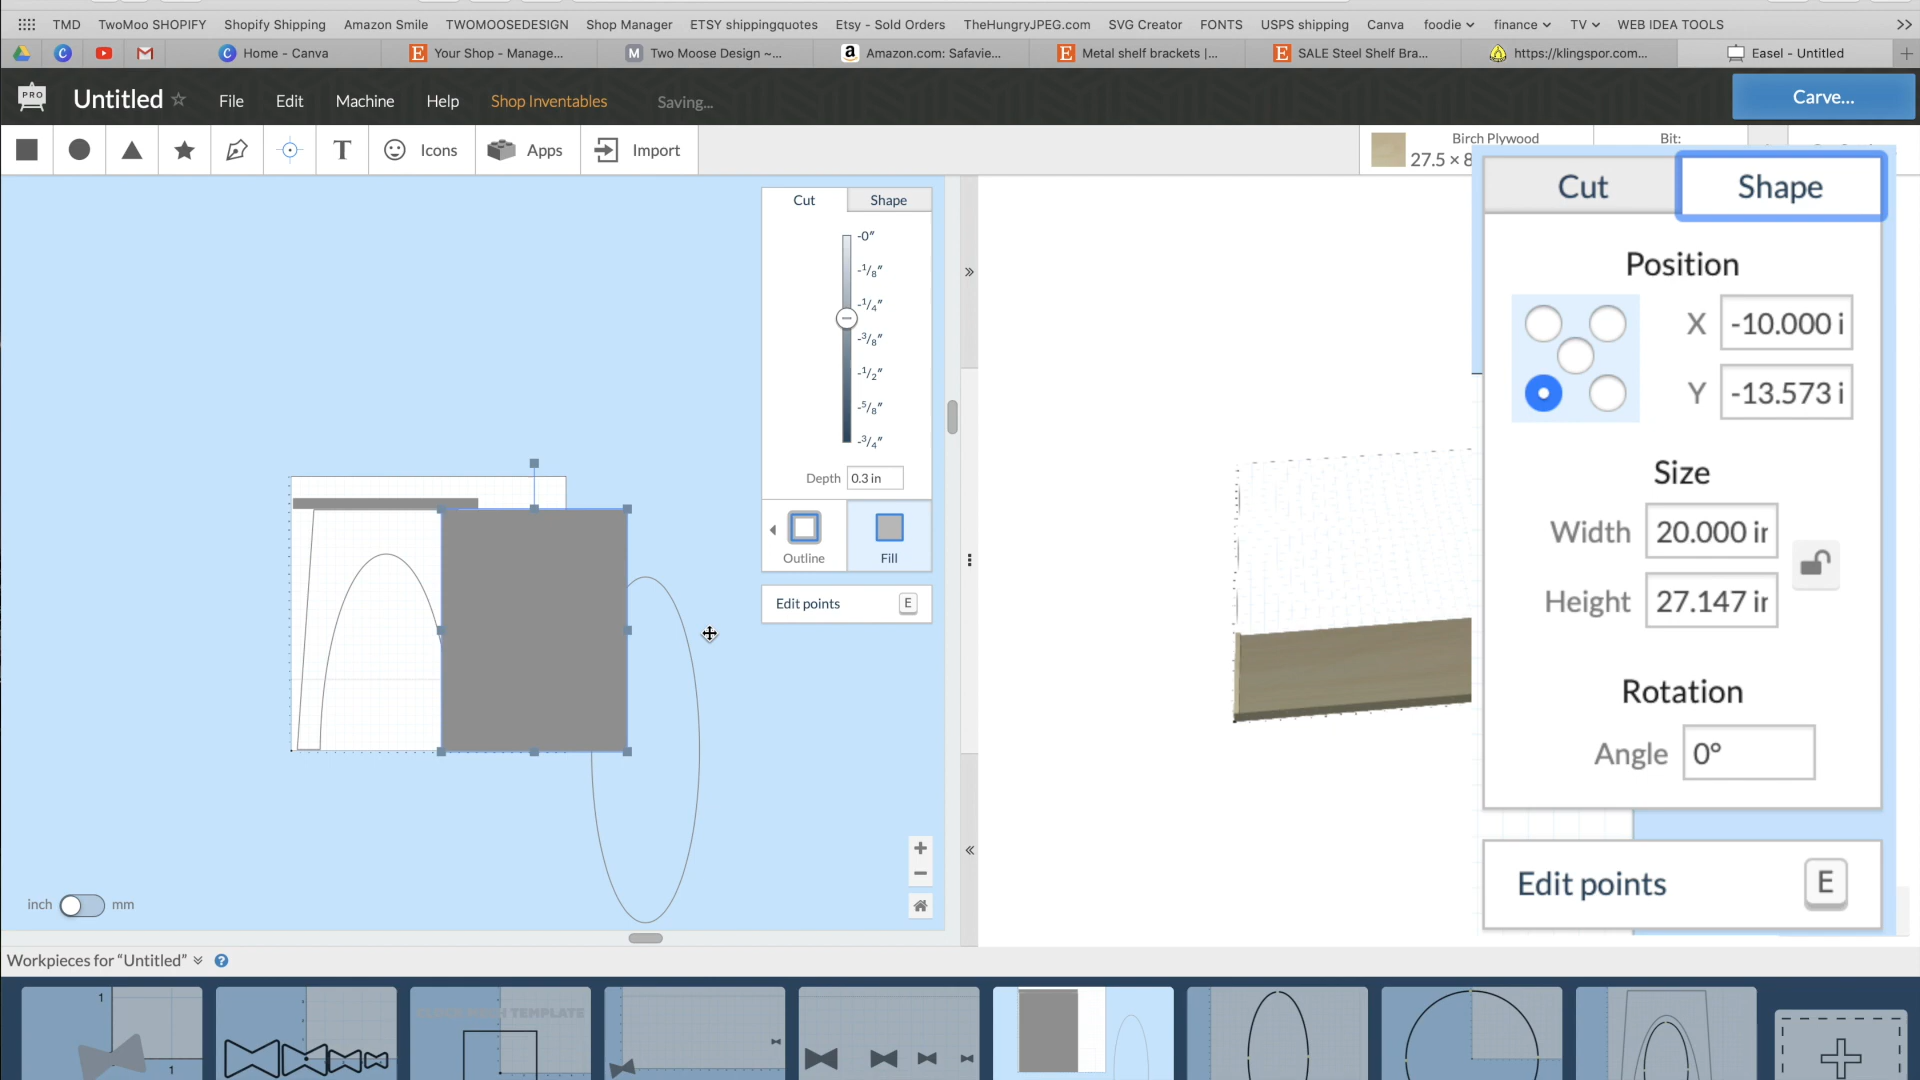 TMD TwoMoo SHOPIFY Shopify Shipping Amazon Smile TWOMOOSEDESIGN Shop Manager ETSY shippingquotes Etsy - Sold Orders TheHungryJPEG.com SVG Creator FONTS USPS shipping Canva foodie finance TV WEB IDEA TOOLS
Home - Canva Your Shop - Manage... Two Moose Design ~... Amazon.com: Safavie... Metal shelf brackets |... SALE Steel Shelf Bra... https://klingspor.com... Easel - Untitled
PRO Untitled File Edit Machine Help Shop Inventables Saving... Carve...
T Icons Apps Import
Birch Plywood Bit:
27.5 × 8
Cut Shape
-0"
-1/8"
-1/4"
-3/8"
-1/2"
-5/8"
-3/4"
Depth 0.3 in
Outline Fill
Edit points E
Cut Shape
Position
X -10.000 i
Y -13.573 i
Size
Width 20.000 in
Height 27.147 in
Rotation
Angle 0°
Edit points E
inch mm
Workpieces for “Untitled”
1
1
TEMPLATE